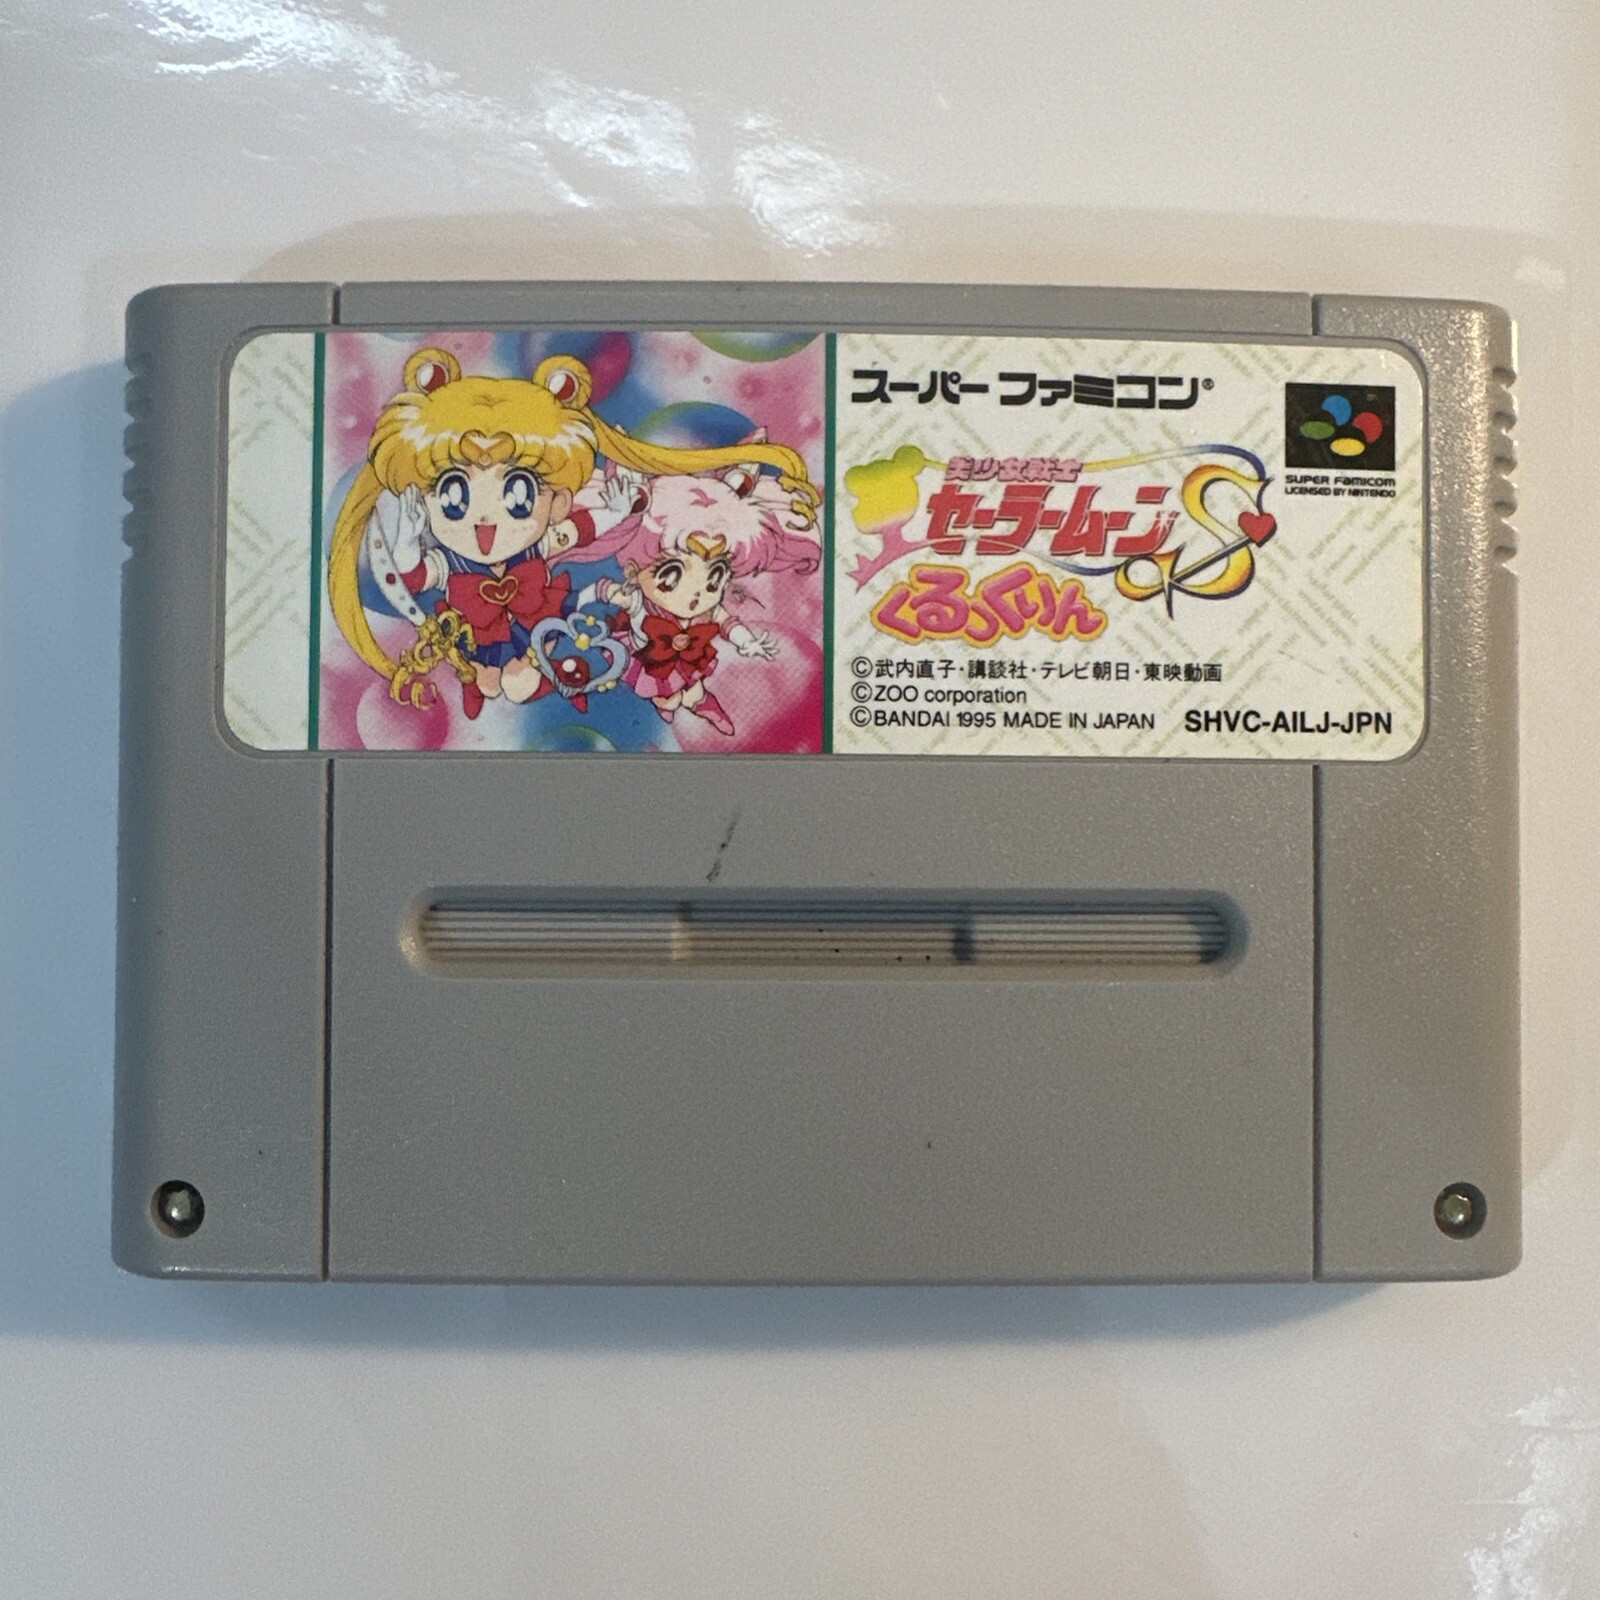 スーパーファミコン®
SUPER FAMICOM
LICENSED BY NINTENDO
美少女戦士
セーラームーンS
くるっくりん
©武内直子・講談社・テレビ朝日・東映動画
©ZOO corporation
©BANDAI 1995 MADE IN JAPAN SHVC-AILJ-JPN